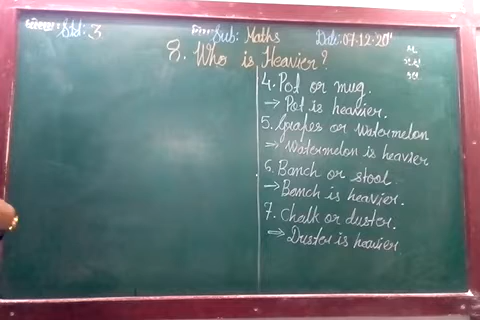 Std: 3
Sub: Maths
Date: 07-12-20
8. Who is Heavier?
4. Pot or mug.
→ Pot is heavier.
5. Grapes or Watermelon
⇒ Watermelon is heavier
6. Banch or stool.
→ Banch is heavier.
7. Chalk or duster.
⇒ Duster is heavier